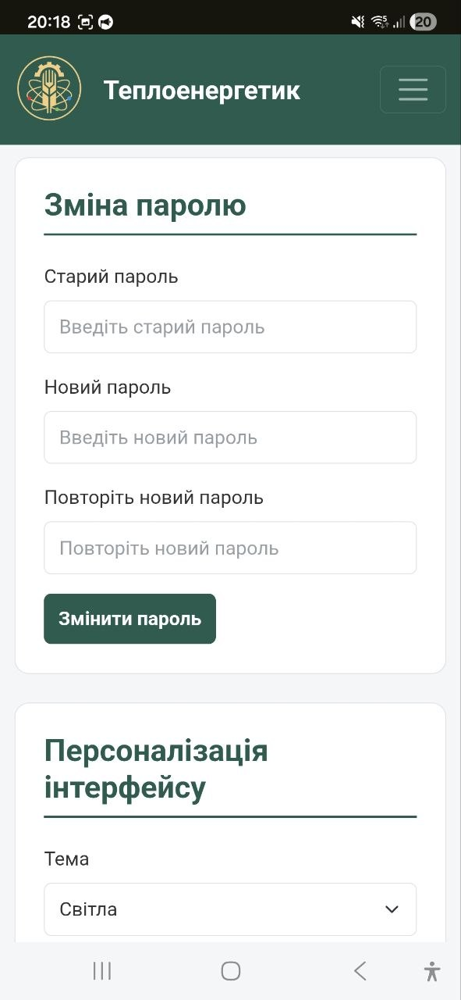 20:18
20
Теплоенергетик
Зміна паролю
Старий пароль
Введіть старий пароль
Новий пароль
Введіть новий пароль
Повторіть новий пароль
Повторіть новий пароль
Змінити пароль
Персоналізація
інтерфейсу
Тема
Світла